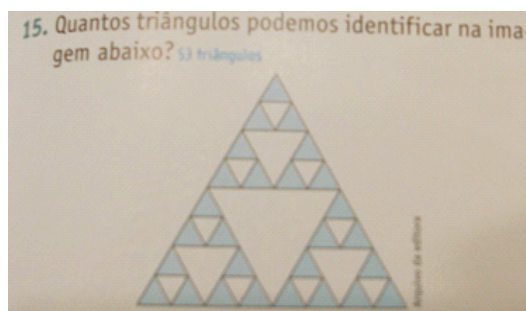 15. Quantos triângulos podemos identificar na ima-
gem abaixo? 53 triângulos
Arquivo da editora